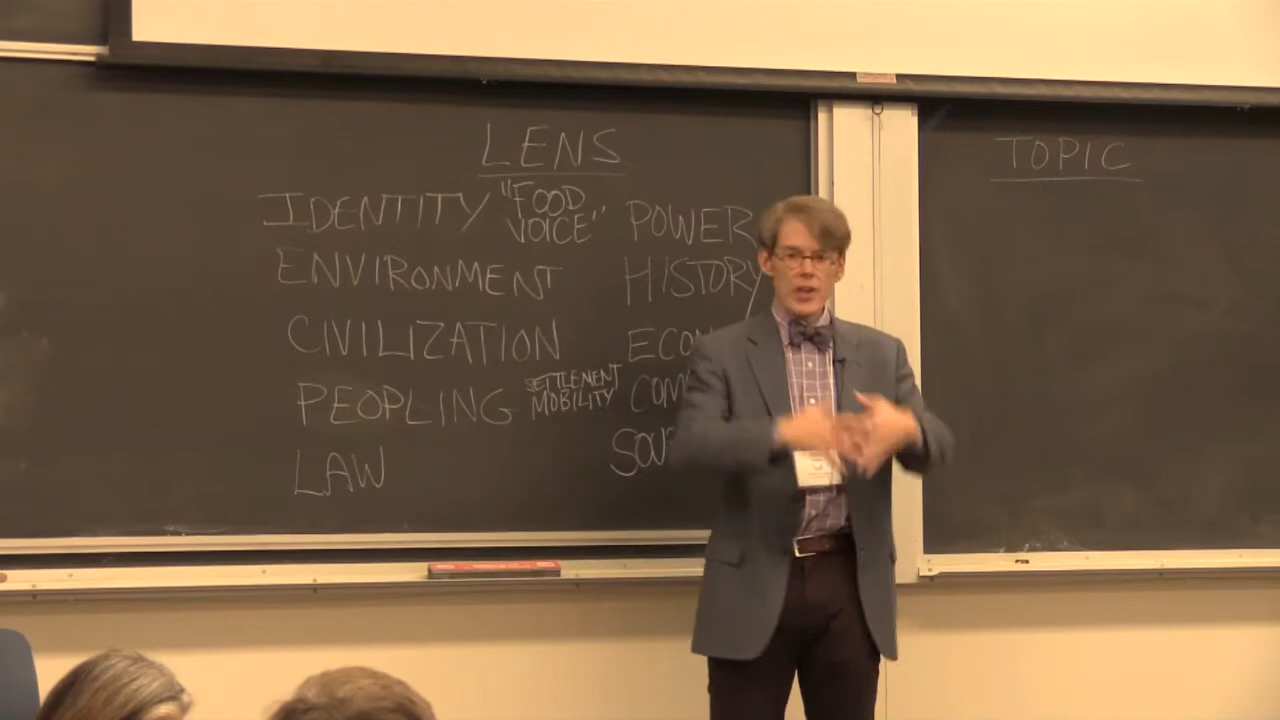 LENS
IDENTITY "FOOD VOICE" POWER
ENVIRONMENT HISTORY
CIVILIZATION
PEOPLING SETTLEMENT MOBILITY
LAW
TOPIC